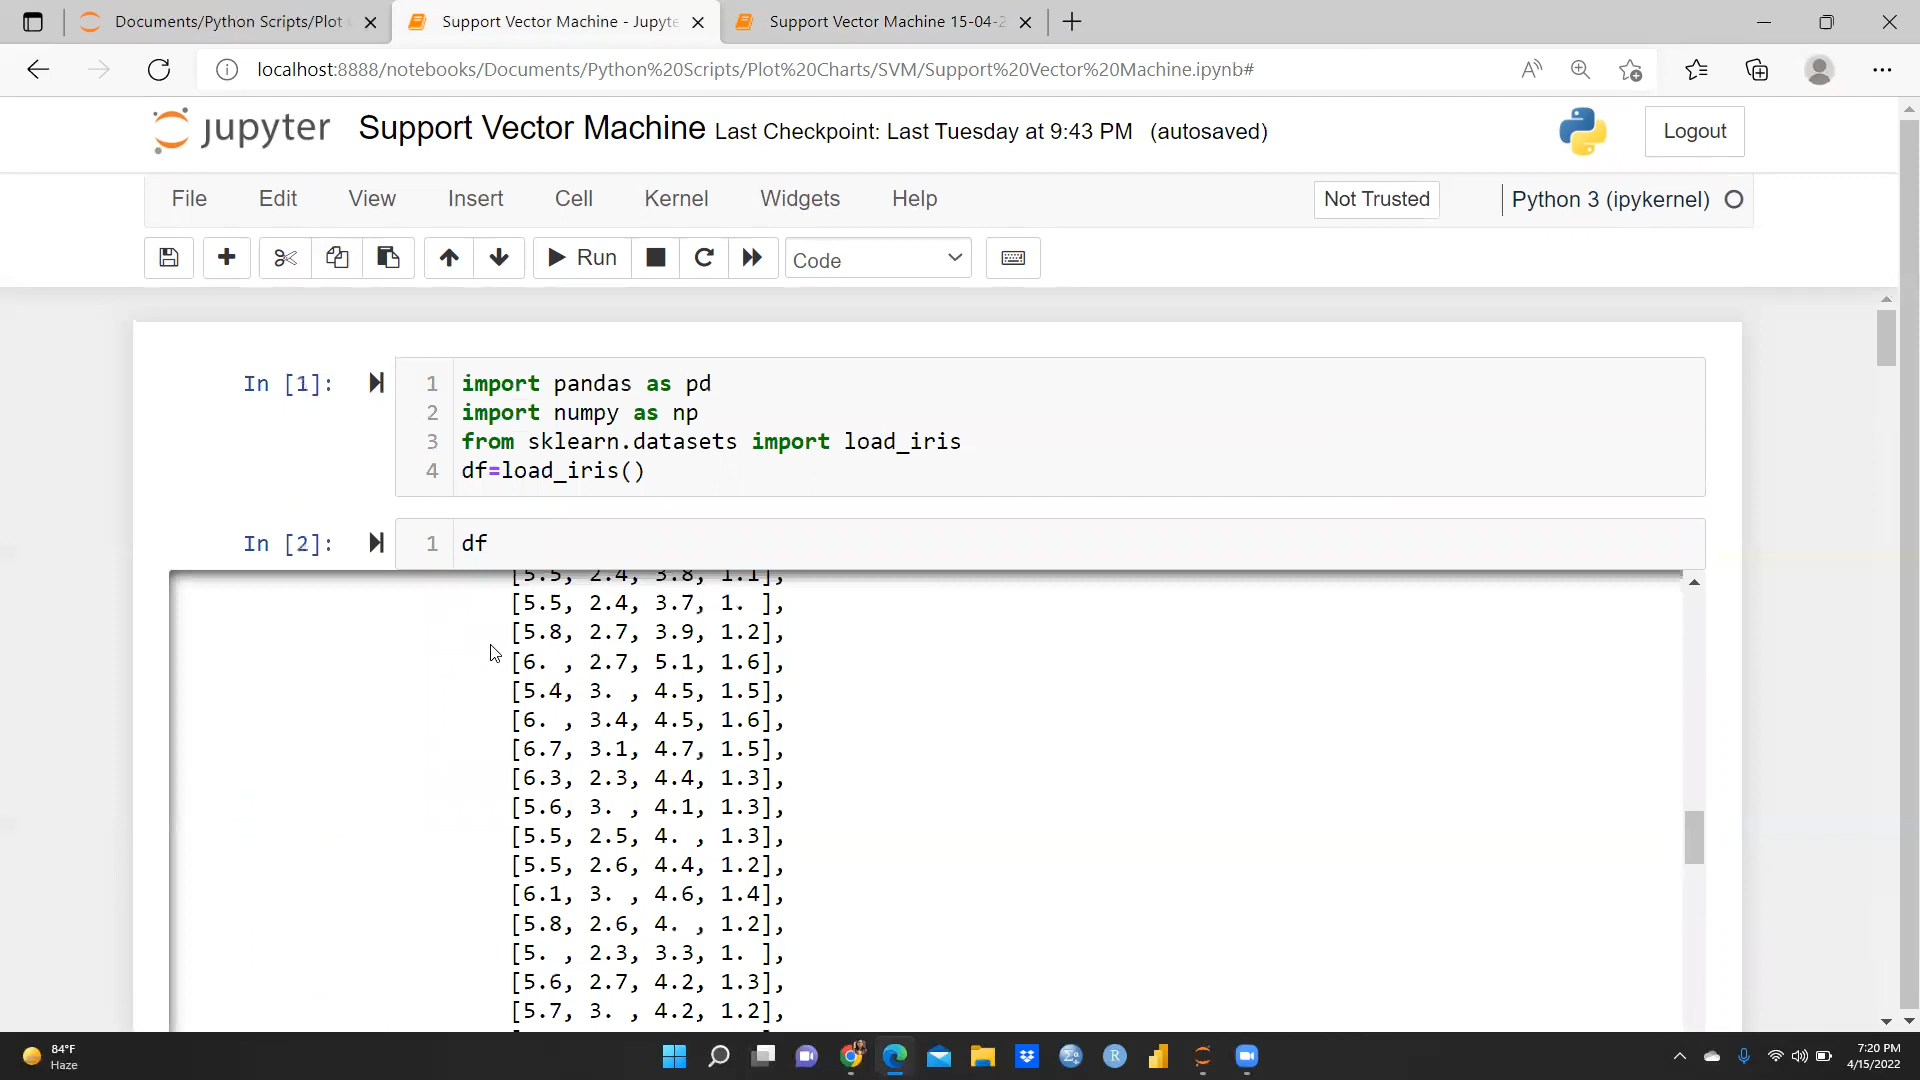 Documents/Python Scripts/Plot
Support Vector Machine - Jupyte
Support Vector Machine 15-04-2
localhost:8888/notebooks/Documents/Python%20Scripts/Plot%20Charts/SVM/Support%20Vector%20Machine.ipynb#
jupyter Support Vector Machine Last Checkpoint: Last Tuesday at 9:43 PM (autosaved)
Logout
File Edit View Insert Cell Kernel Widgets Help
Not Trusted
Python 3 (ipykernel)
Run
Code
In [1]:
1 import pandas as pd
2 import numpy as np
3 from sklearn.datasets import load_iris
4 df=load_iris()
In [2]:
1 df
[5.5, 2.4, 3.8, 1.1],
[5.5, 2.4, 3.7, 1. ],
[5.8, 2.7, 3.9, 1.2],
[6. , 2.7, 5.1, 1.6],
[5.4, 3. , 4.5, 1.5],
[6. , 3.4, 4.5, 1.6],
[6.7, 3.1, 4.7, 1.5],
[6.3, 2.3, 4.4, 1.3],
[5.6, 3. , 4.1, 1.3],
[5.5, 2.5, 4. , 1.3],
[5.5, 2.6, 4.4, 1.2],
[6.1, 3. , 4.6, 1.4],
[5.8, 2.6, 4. , 1.2],
[5. , 2.3, 3.3, 1. ],
[5.6, 2.7, 4.2, 1.3],
[5.7, 3. , 4.2, 1.2],
84°F
Haze
7:20 PM
4/15/2022